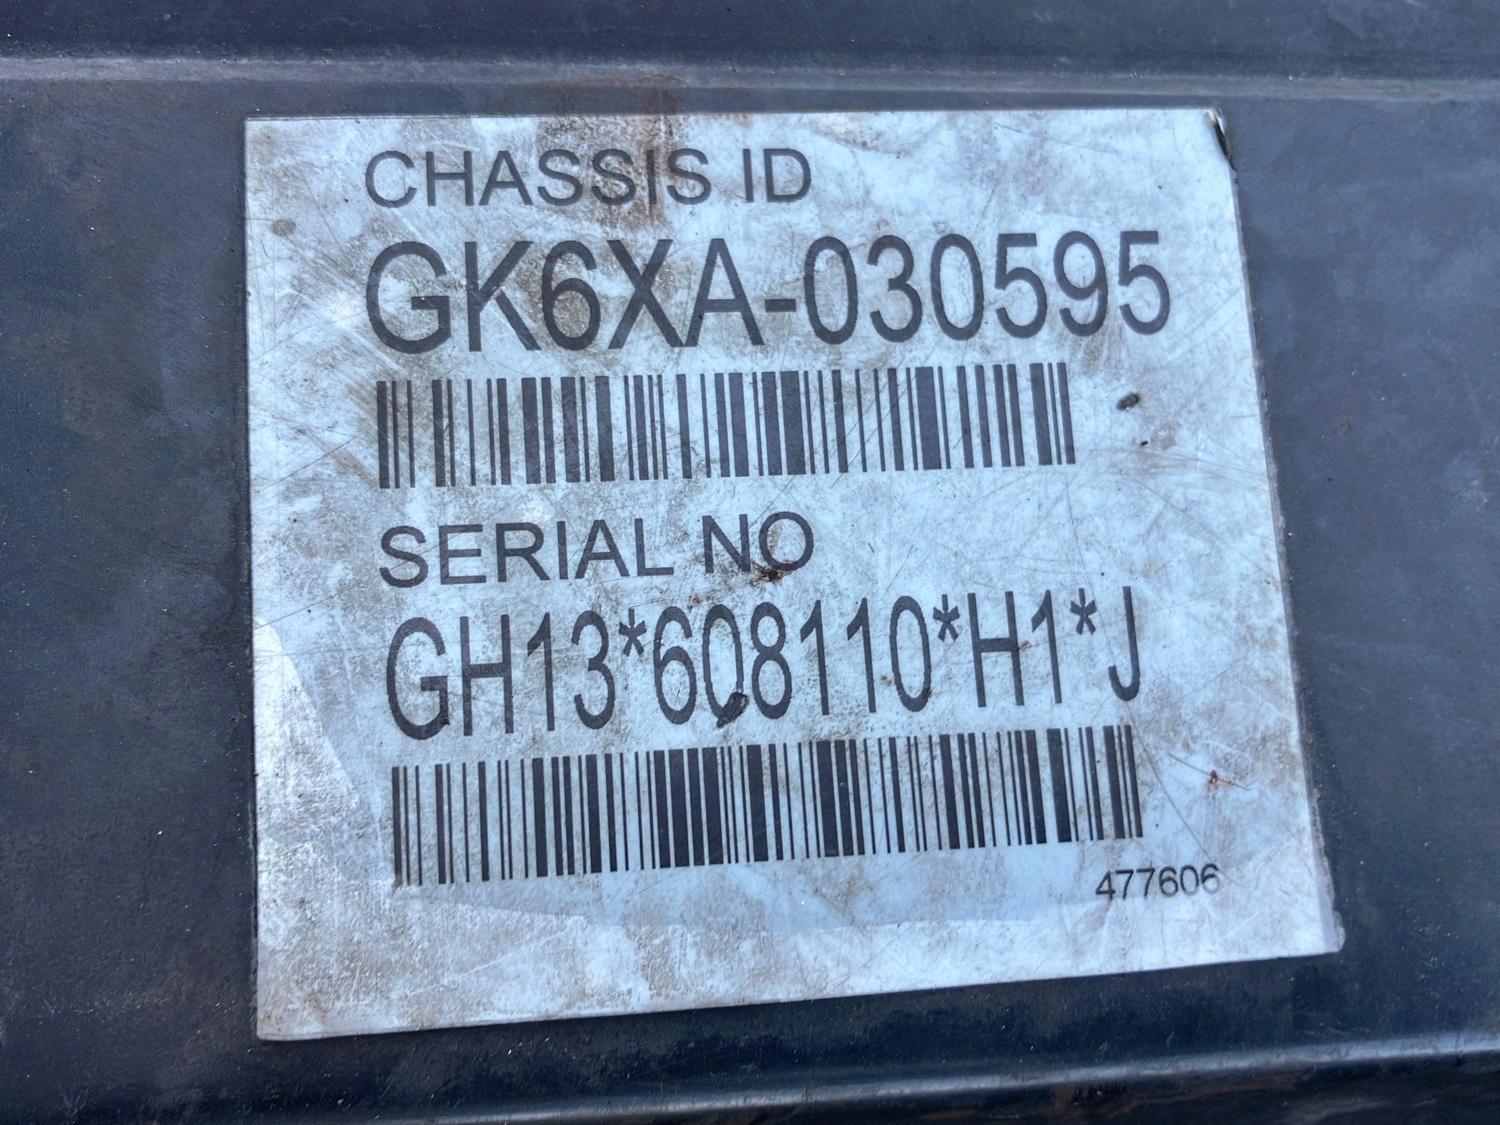 CHASSIS ID
GK6XA-030595
SERIAL NO
GH13*608110*H1*J
477606